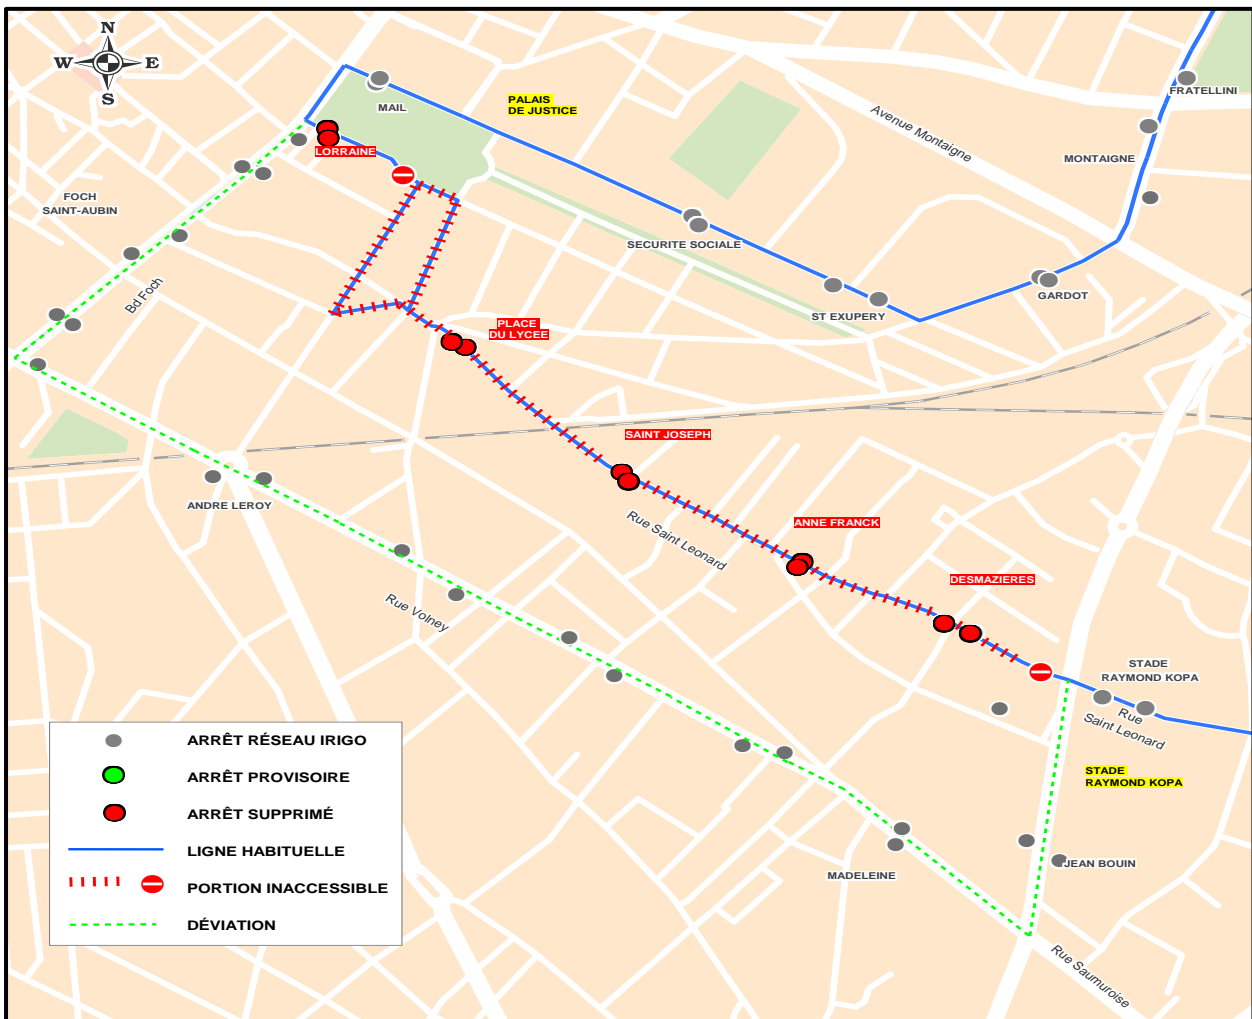 N
W
E
S
MAIL
PALAIS
DE JUSTICE
FRATELLINI
Avenue Montaigne
MONTAIGNE
LORRAINE
FOCH
SAINT-AUBIN
SECURITE SOCIALE
Bd Foch
GARDOT
ST EXUPERY
PLACE
DU LYCEE
SAINT JOSEPH
ANDRE LEROY
Rue Saint Leonard
ANNE FRANCK
DESMAZIERES
Rue Volney
STADE
RAYMOND KOPA
Rue
Saint Leonard
STADE
RAYMOND KOPA
JEAN BOUIN
MADELEINE
Rue Saumuroise
ARRÊT RÉSEAU IRIGO
ARRÊT PROVISOIRE
ARRÊT SUPPRIMÉ
LIGNE HABITUELLE
PORTION INACCESSIBLE
DÉVIATION